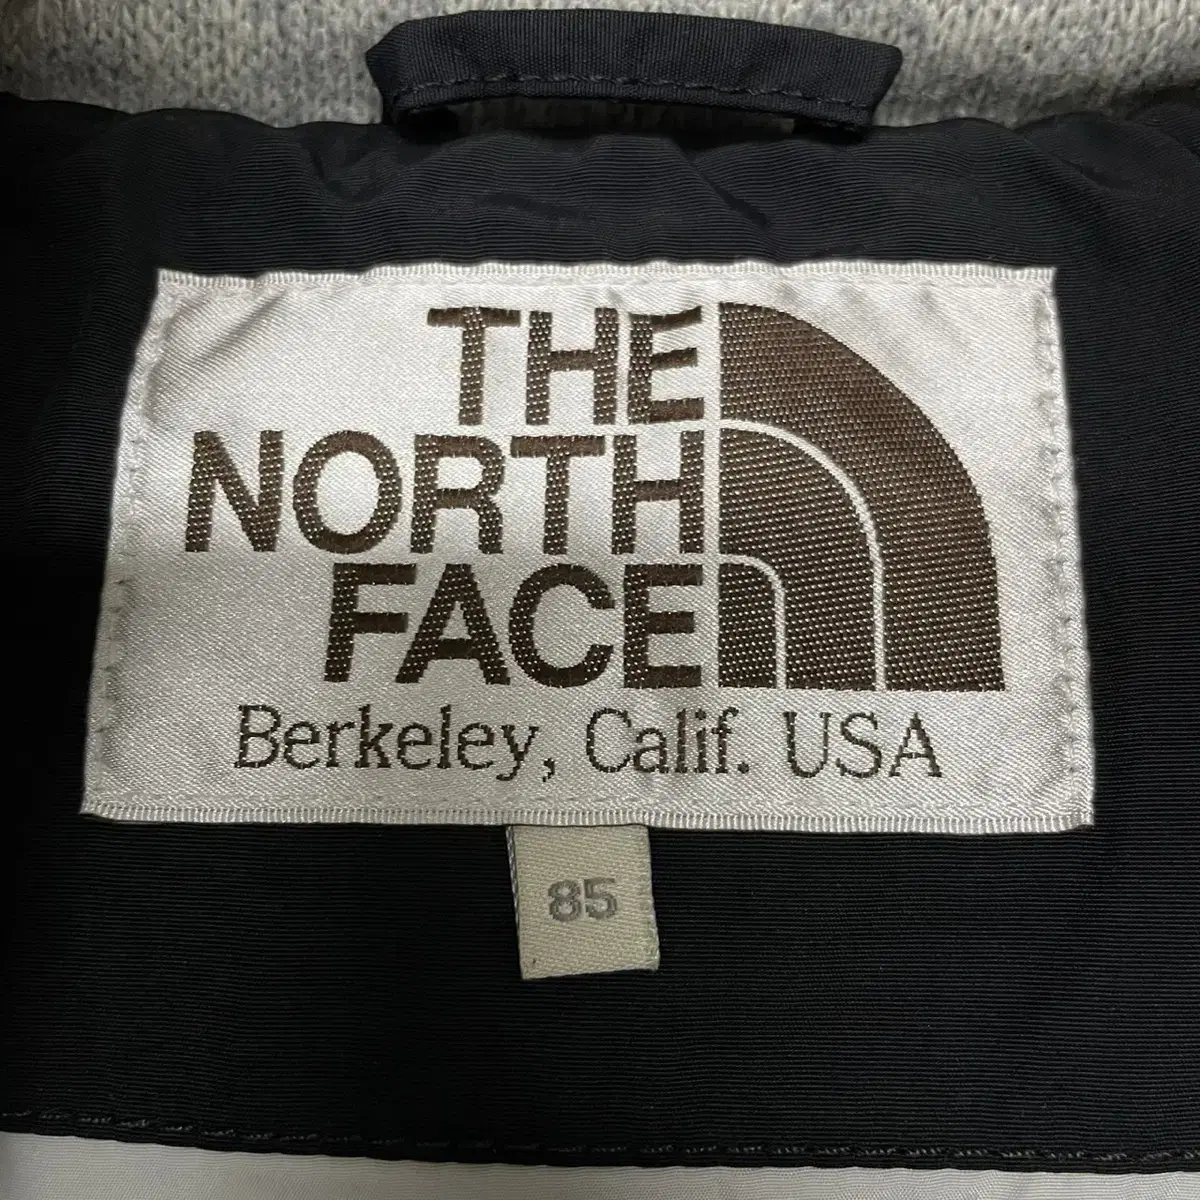 THE
NORTH
FACE
Berkeley, Calif. USA
85